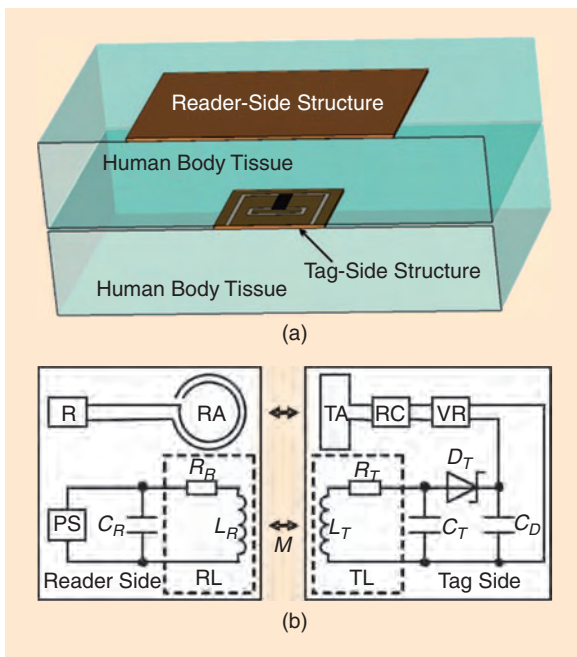 Reader-Side Structure
Human Body Tissue
Tag-Side Structure
Human Body Tissue
(a)
R
RA
TA
RC
VR
R_R
R_T
D_T
PS
C_R
L_R
M
L_T
C_T
C_D
Reader Side
RL
TL
Tag Side
(b)